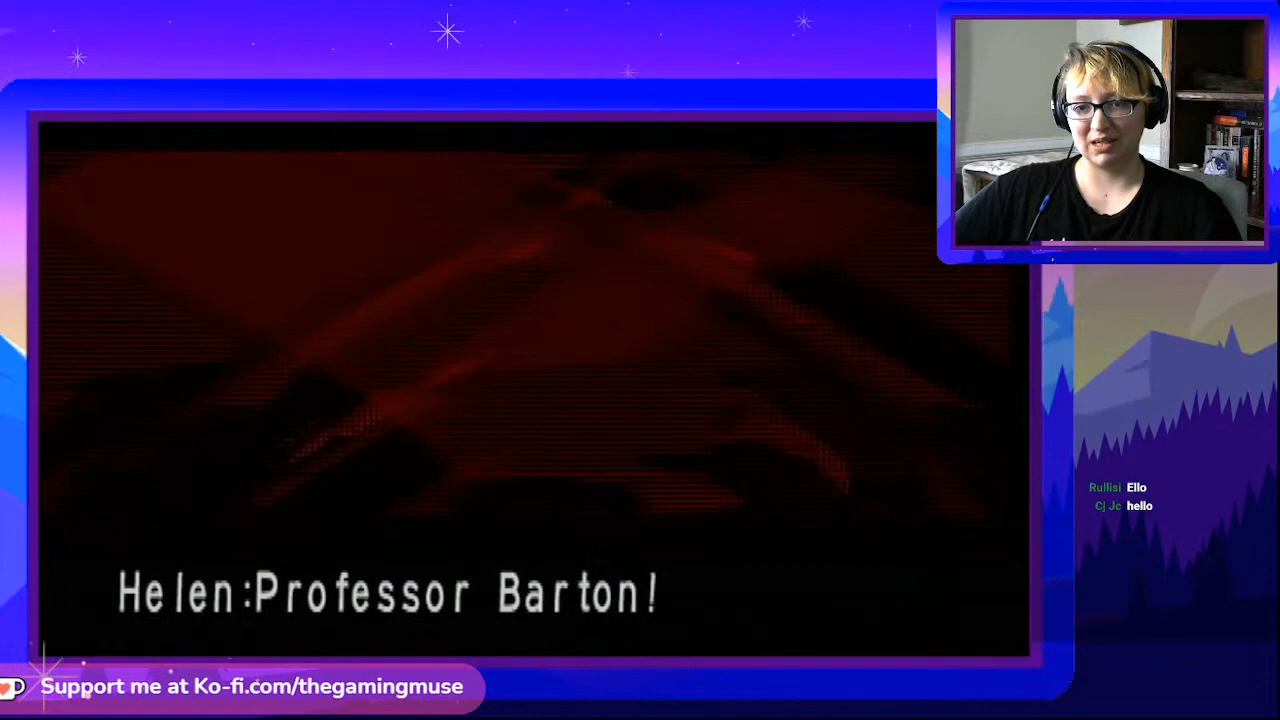 Rullisi Ello
Cj Jc hello
Helen:Professor Barton!
Support me at Ko-fi.com/thegamingmuse